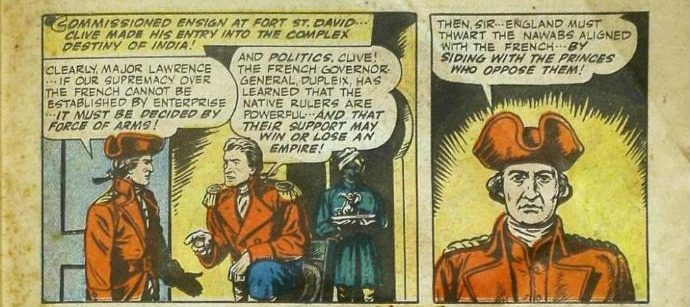 COMMISSIONED ENSIGN AT FORT ST. DAVID...
CLIVE MADE HIS ENTRY INTO THE COMPLEX
DESTINY OF INDIA!
CLEARLY, MAJOR LAWRENCE
...IF OUR SUPREMACY OVER
THE FRENCH CANNOT BE
ESTABLISHED BY ENTERPRISE
...IT MUST BE DECIDED BY
FORCE OF ARMS!
AND POLITICS, CLIVE!
THE FRENCH GOVERNOR-
GENERAL, DUPLEIX, HAS
LEARNED THAT THE
NATIVE RULERS ARE
POWERFUL...AND THAT
THEIR SUPPORT MAY
WIN OR LOSE AN
EMPIRE!
THEN, SIR...ENGLAND MUST
THWART THE NAWABS ALIGNED
WITH THE FRENCH...BY
SIDING WITH THE PRINCES
WHO OPPOSE THEM!